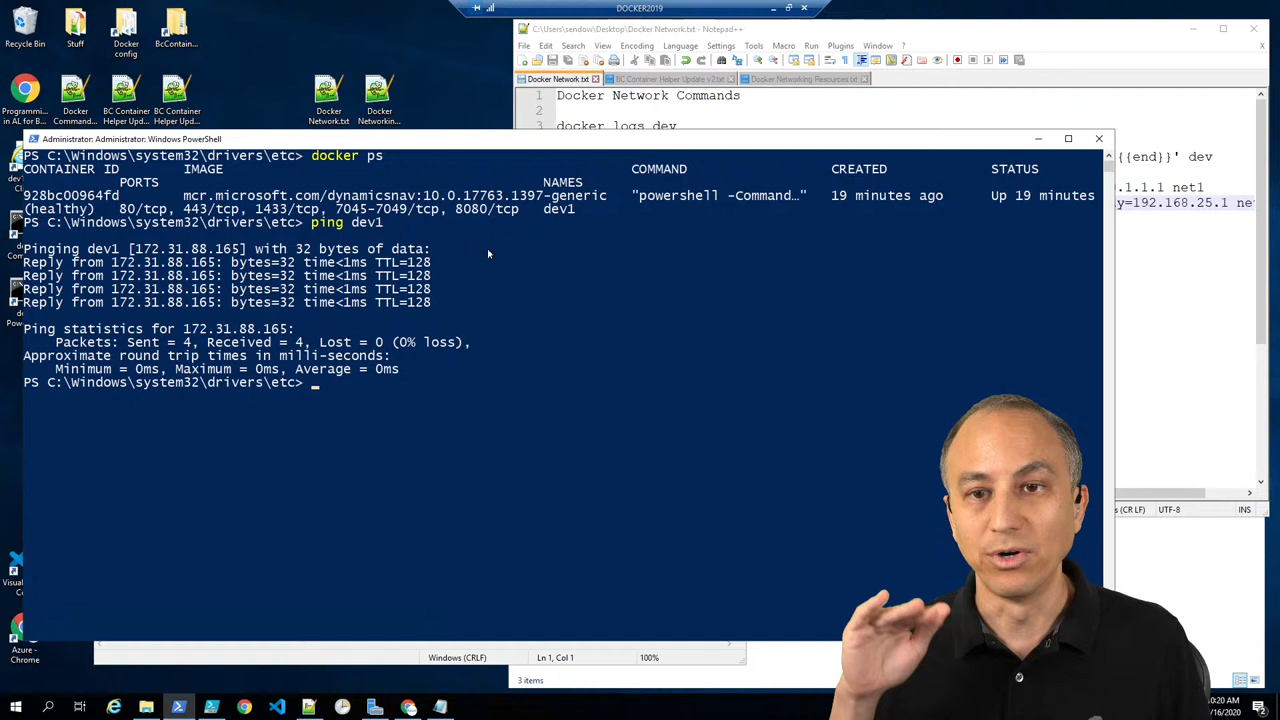 DOCKER2019
Recycle Bin
Stuff
Docker config
BcContain...
C:\Users\sendow\Desktop\Docker Network.txt - Notepad++
File Edit Search View Encoding Language Settings Tools Macro Run Plugins Window ?
X
Docker Network.txt
BC Container Helper Update v2.txt
Docker Networking Resources.txt
1 Docker Network Commands
2
3 docker logs dev
Programm... in AL for B...
Docker Command...
BC Container Helper Up...
BC Container Helper Up...
Docker Network.txt
Docker Networkin...
Administrator: Administrator: Windows PowerShell
{{end}}' dev
.1.1.1 net1
y=192.168.25.1 ne
PS C:\Windows\system32\drivers\etc> docker ps
CONTAINER ID IMAGE COMMAND CREATED STATUS
PORTS NAMES
928bc00964fd mcr.microsoft.com/dynamicsnav:10.0.17763.1397-generic "powershell -Command…" 19 minutes ago Up 19 minutes
(healthy) 80/tcp, 443/tcp, 1433/tcp, 7045-7049/tcp, 8080/tcp dev1
PS C:\Windows\system32\drivers\etc> ping dev1
Pinging dev1 [172.31.88.165] with 32 bytes of data:
Reply from 172.31.88.165: bytes=32 time<1ms TTL=128
Reply from 172.31.88.165: bytes=32 time<1ms TTL=128
Reply from 172.31.88.165: bytes=32 time<1ms TTL=128
Reply from 172.31.88.165: bytes=32 time<1ms TTL=128
Ping statistics for 172.31.88.165:
Packets: Sent = 4, Received = 4, Lost = 0 (0% loss),
Approximate round trip times in milli-seconds:
Minimum = 0ms, Maximum = 0ms, Average = 0ms
PS C:\Windows\system32\drivers\etc>
s (CR LF) UTF-8 INS
Visual
Azure - Chrome
Windows (CRLF) Ln 1, Col 1 100%
3 items
0:20 AM
/16/2020
2